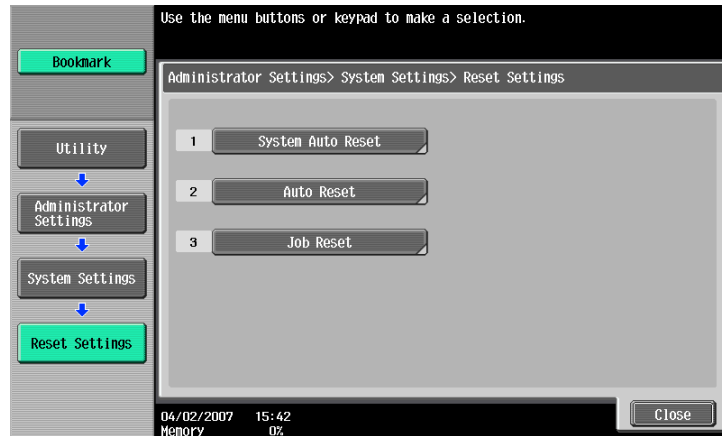 Use the menu buttons or keypad to make a selection.
Bookmark
Administrator Settings> System Settings> Reset Settings
Utility
Administrator
Settings
System Settings
Reset Settings
1 System Auto Reset
2 Auto Reset
3 Job Reset
04/02/2007 15:42
Memory 0%
Close